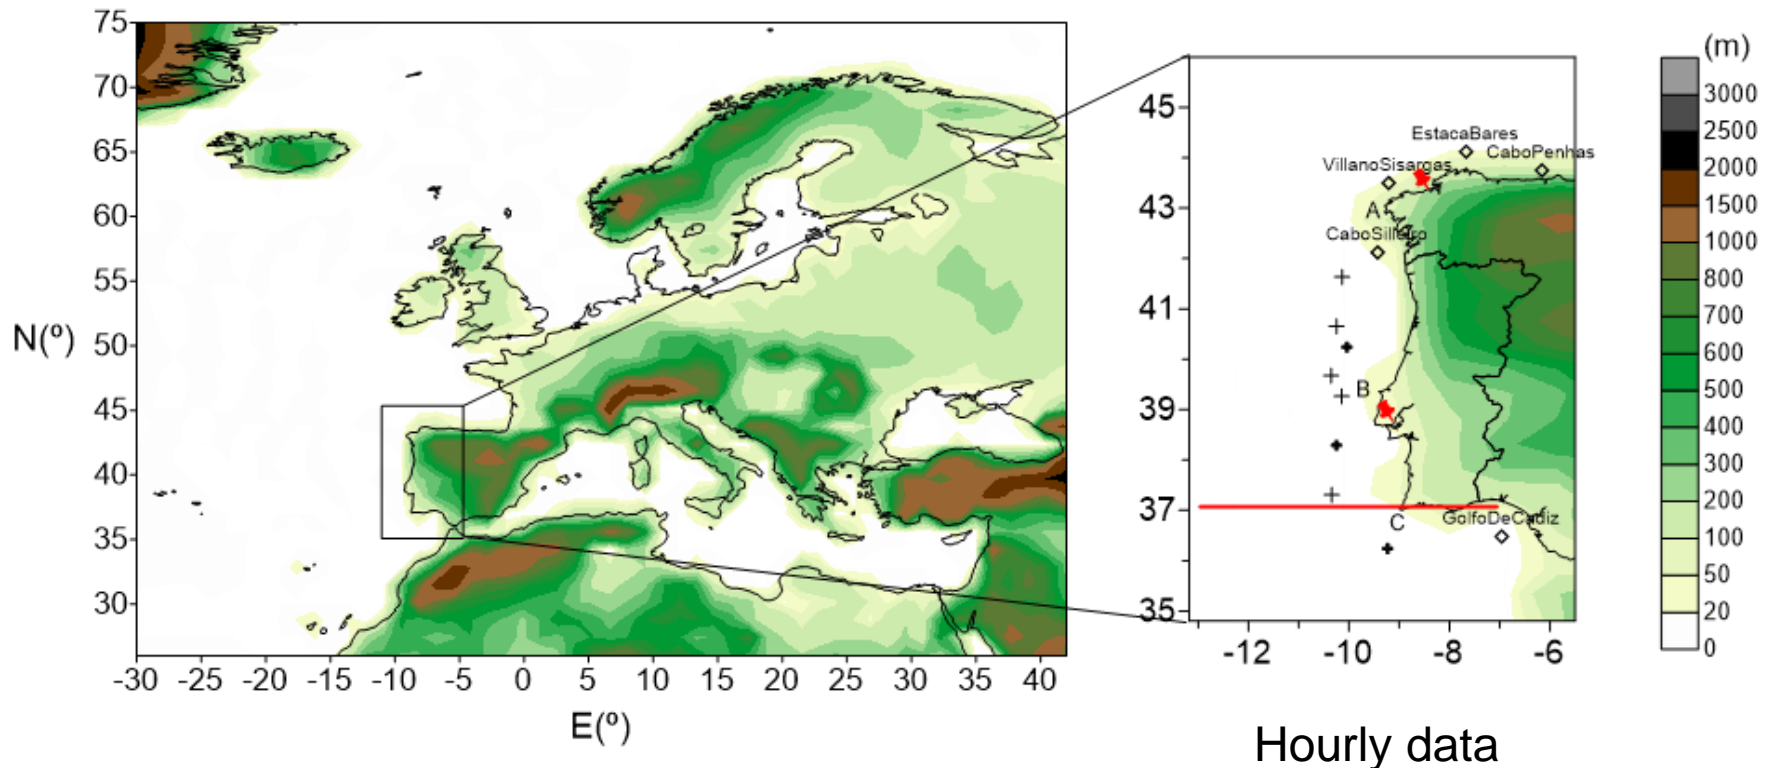 75
70
65
60
55
50
45
40
35
30
N(º)
-30 -25 -20 -15 -10 -5 0 5 10 15 20 25 30 35 40
E(º)
45
43
41
39
37
35
-12 -10 -8 -6
EstacaBares
CaboPenhas
VillanoSisargas
A
CaboSilleiro
B
C
GolfoDeCadiz
Hourly data
(m)
3000
2500
2000
1500
1000
800
700
600
500
400
300
200
100
50
20
0